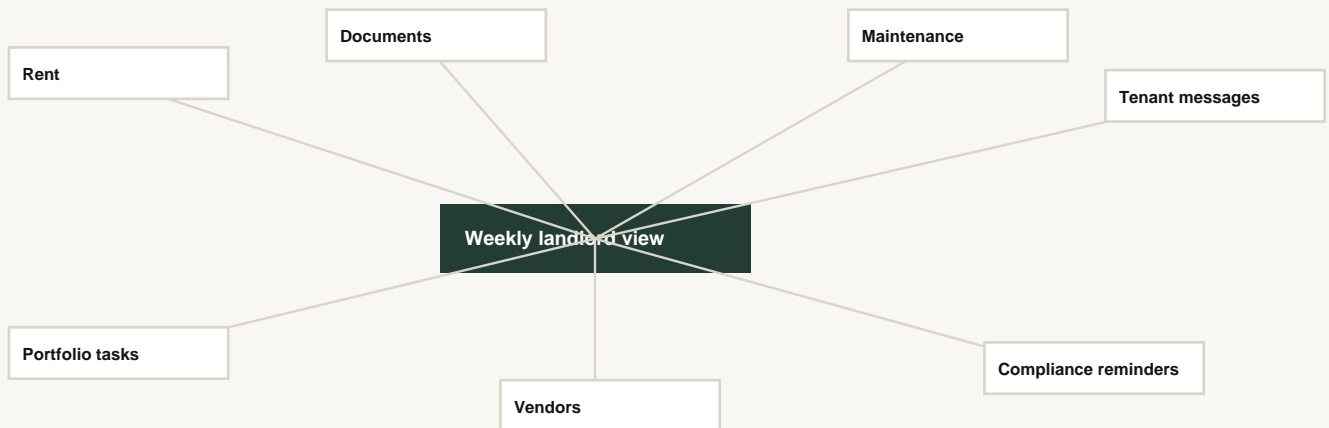 Documents
Maintenance
Rent
Tenant messages
Weekly landlord view
Portfolio tasks
Compliance reminders
Vendors